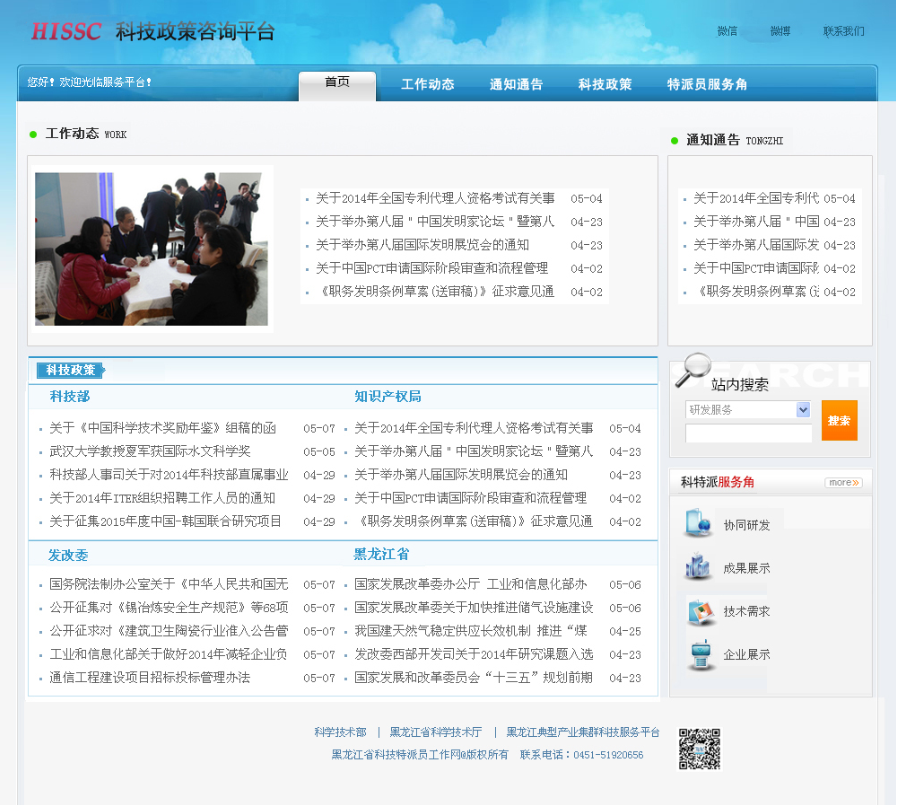 HISSC 科技政策咨询平台
微信 微博 联系我们
您好！欢迎光临服务平台！
首页 工作动态 通知通告 科技政策 特派员服务角
工作动态 WORK
关于2014年全国专利代理人资格考试有关事 05-04
关于举办第八届＂中国发明家论坛＂暨第八 04-23
关于举办第八届国际发明展览会的通知 04-23
关于中国PCT申请国际阶段审查和流程管理 04-02
《职务发明条例草案(送审稿)》征求意见通 04-02
通知通告 TONGZHI
关于2014年全国专利代 05-04
关于举办第八届＂中国 04-23
关于举办第八届国际发 04-23
关于中国PCT申请国际 04-02
《职务发明条例草案( 04-02
科技政策
科技部
关于《中国科学技术奖励年鉴》组稿的函 05-07
武汉大学教授夏军获国际水文科学奖 05-05
科技部人事司关于对2014年科技部直属事业 04-29
关于2014年ITER组织招聘工作人员的通知 04-29
关于征集2015年度中国-韩国联合研究项目 04-29
知识产权局
关于2014年全国专利代理人资格考试有关事 05-04
关于举办第八届＂中国发明家论坛＂暨第八 04-23
关于举办第八届国际发明展览会的通知 04-23
关于中国PCT申请国际阶段审查和流程管理 04-02
《职务发明条例草案(送审稿)》征求意见通 04-02
发改委
国务院法制办公室关于《中华人民共和国无 05-07
公开征集对《锡冶炼安全生产规范》等68项 05-07
公开征求对《建筑卫生陶瓷行业准入公告管 05-07
工业和信息化部关于做好2014年减轻企业负 05-07
通信工程建设项目招标投标管理办法 05-07
黑龙江省
国家发展改革委办公厅 工业和信息化部办 05-06
国家发展改革委关于加快推进储气设施建设 05-06
我国建天然气稳定供应长效机制 推进“煤 04-25
发改委西部开发司关于2014年研究课题入选 04-23
国家发展和改革委员会“十三五”规划前期 04-23
SEARCH
站内搜索
研发服务
搜索
科特派服务角 more»
协同研发
成果展示
技术需求
企业展示
科学技术部 | 黑龙江省科学技术厅 | 黑龙江典型产业集群科技服务平台
黑龙江省科技特派员工作网@版权所有 联系电话：0451-51920656